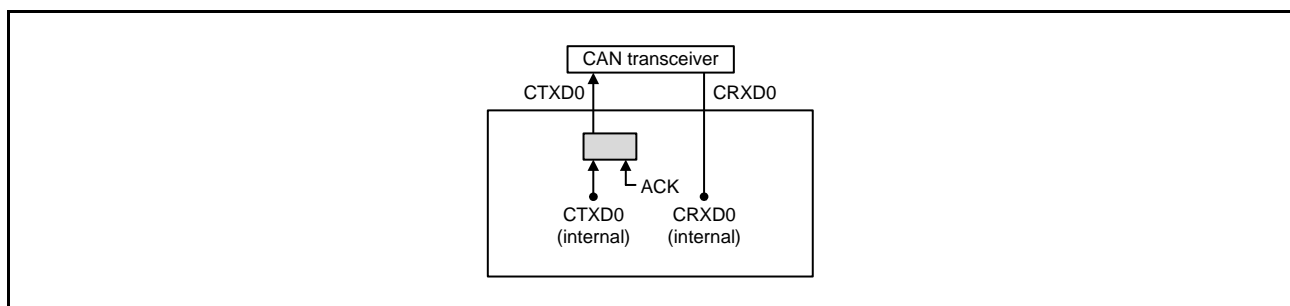 CAN transceiver
CTXD0
CRXD0
ACK
CTXD0
(internal)
CRXD0
(internal)